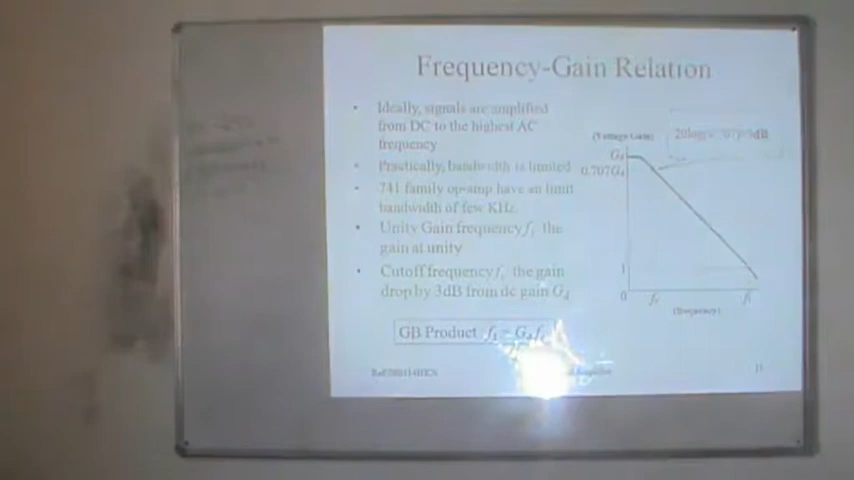 Frequency-Gain Relation
• Ideally, signals are amplified
from DC to the highest AC
frequency
• Practically, bandwidth is limited
• 741 family op-amp have an limit
bandwidth of few KHz.
• Unity Gain frequency f₁ the
gain at unity
• Cutoff frequency fc the gain
drop by 3dB from dc gain Gd
GB Product f₁ = Gd fc
(Voltage Gain)
Gd
0.707Gd
1
0
fc
f₁
(frequency)